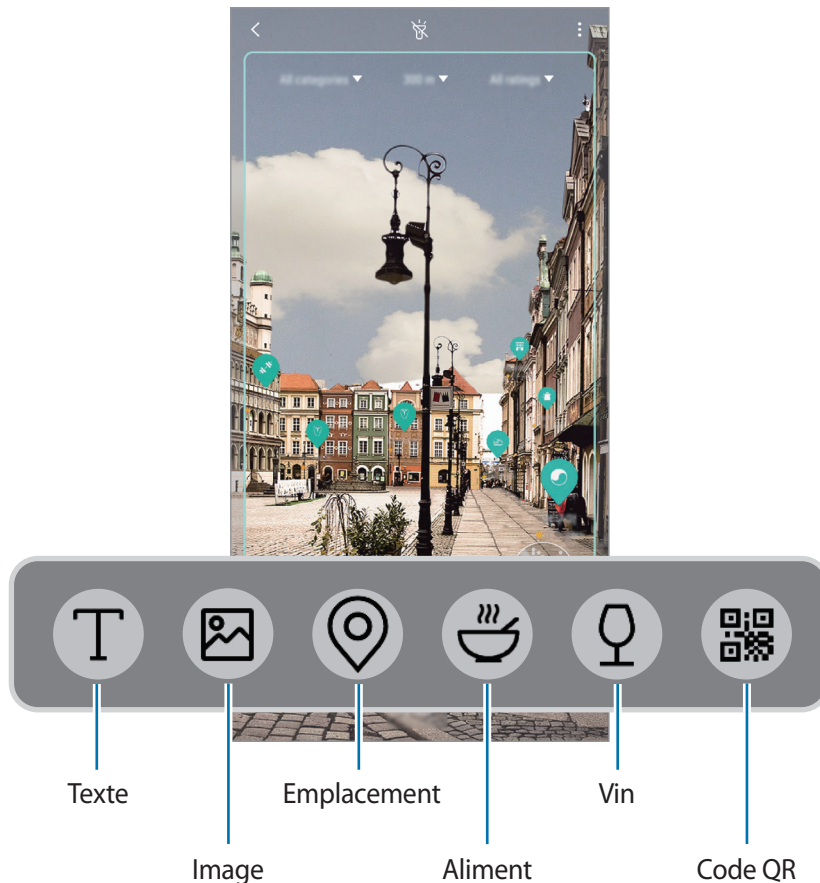 All categories
300 m
All ratings
Texte
Emplacement
Vin
Image
Aliment
Code QR